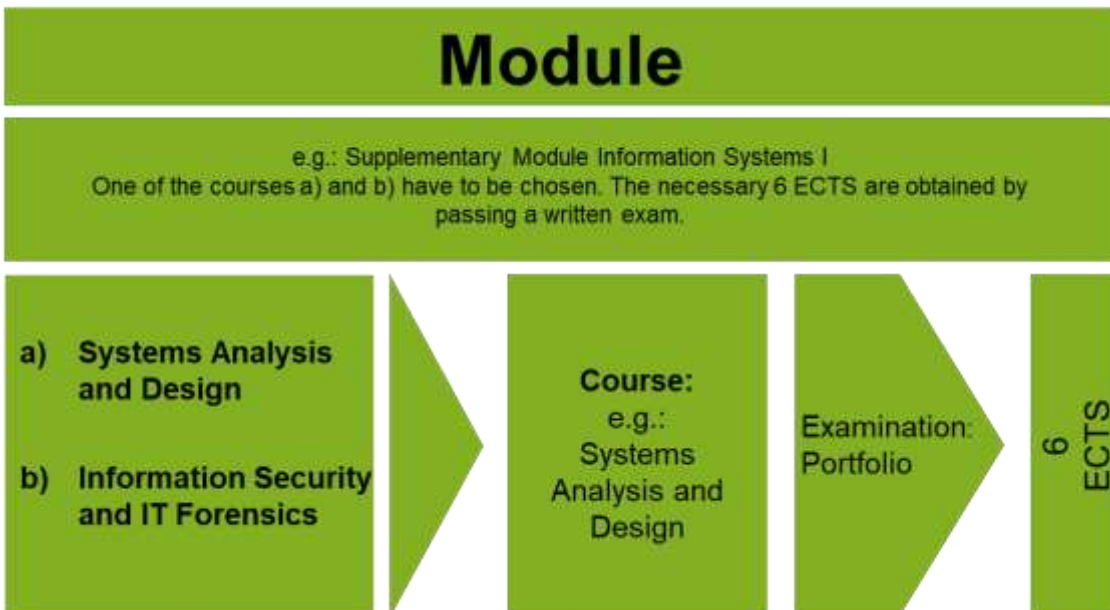 Module
e.g.: Supplementary Module Information Systems I
One of the courses a) and b) have to be chosen. The necessary 6 ECTS are obtained by
passing a written exam.
a) Systems Analysis
and Design
b) Information Security
and IT Forensics
Course:
e.g.:
Systems
Analysis and
Design
Examination:
Portfolio
6
ECTS